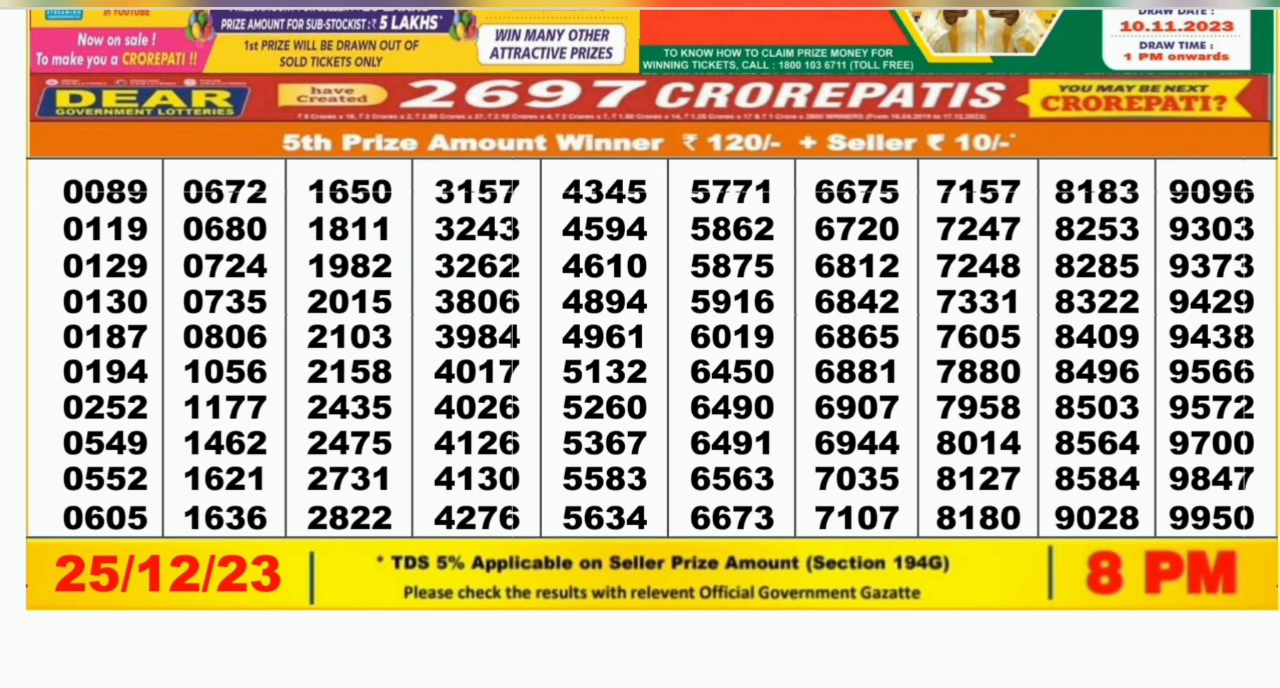 in YOUTUBE
PRIZE AMOUNT FOR SUB-STOCKIST : ₹ 5 LAKHS*
Now on sale !
To make you a CROREPATI !!
1st PRIZE WILL BE DRAWN OUT OF
SOLD TICKETS ONLY
WIN MANY OTHER
ATTRACTIVE PRIZES
TO KNOW HOW TO CLAIM PRIZE MONEY FOR
WINNING TICKETS, CALL : 1800 103 6711 (TOLL FREE)
DRAW DATE :
10.11.2023
DRAW TIME :
1 PM onwards
DEAR
GOVERNMENT LOTTERIES
have
Created
2697 CROREPATIS
YOU MAY BE NEXT
CROREPATI?
5th Prize Amount Winner ₹ 120/- + Seller ₹ 10/-*
0089 0672 1650 3157 4345 5771 6675 7157 8183 9096
0119 0680 1811 3243 4594 5862 6720 7247 8253 9303
0129 0724 1982 3262 4610 5875 6812 7248 8285 9373
0130 0735 2015 3806 4894 5916 6842 7331 8322 9429
0187 0806 2103 3984 4961 6019 6865 7605 8409 9438
0194 1056 2158 4017 5132 6450 6881 7880 8496 9566
0252 1177 2435 4026 5260 6490 6907 7958 8503 9572
0549 1462 2475 4126 5367 6491 6944 8014 8564 9700
0552 1621 2731 4130 5583 6563 7035 8127 8584 9847
0605 1636 2822 4276 5634 6673 7107 8180 9028 9950
25/12/23
* TDS 5% Applicable on Seller Prize Amount (Section 194G)
Please check the results with relevent Official Government Gazatte
8 PM